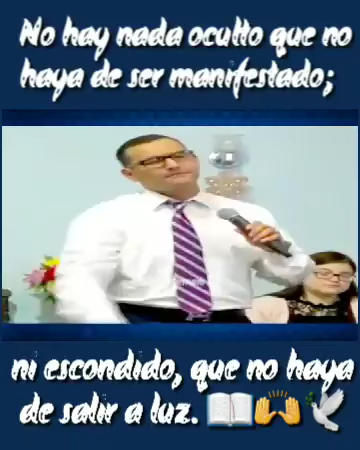 No hay nada oculto que no
haya de ser manifestado;
ni escondido, que no haya
de salir a luz. 📖🙌🕊️